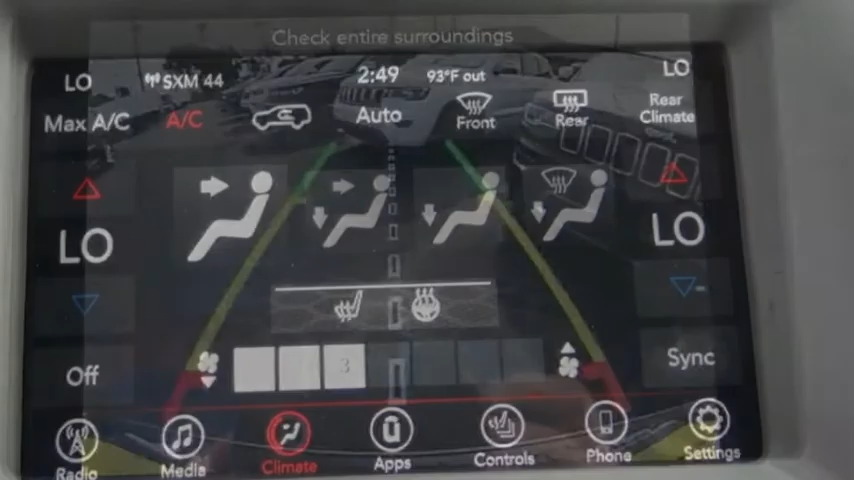 Check entire surroundings
LO SXM 44 2:49 93°F out LO
Max A/C A/C Auto Front Rear Rear Climate
LO LO
Off 3 Sync
Radio Media Climate Apps Controls Phone Settings